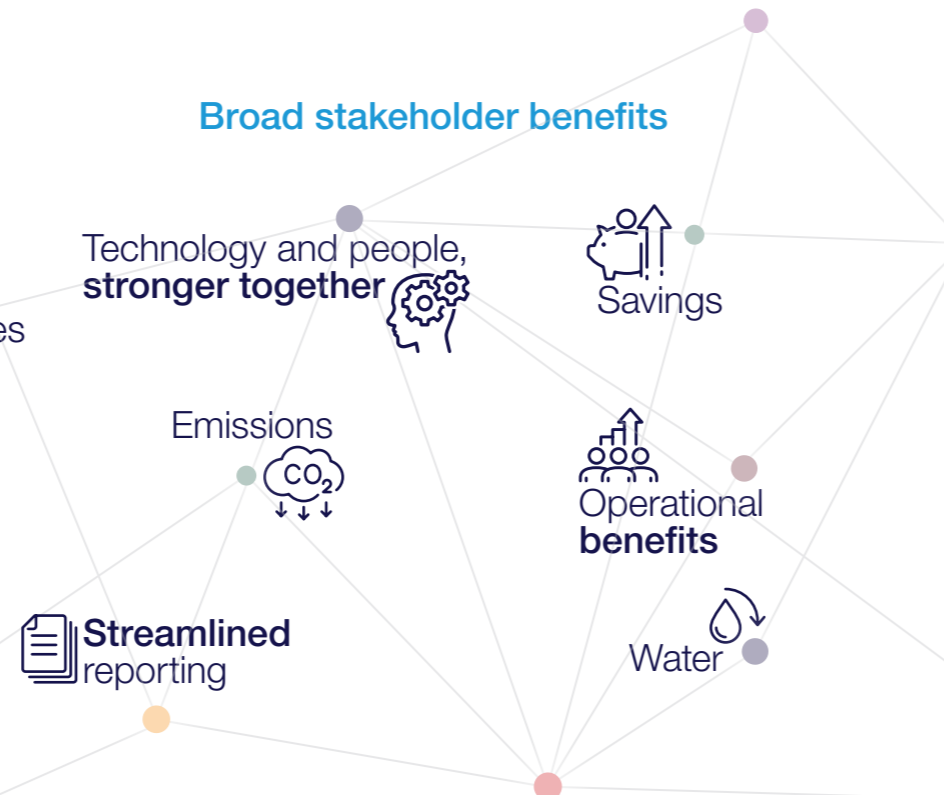 Broad stakeholder benefits
Technology and people,
stronger together
Savings
es
Emissions
CO₂
Operational
benefits
Streamlined
reporting
Water